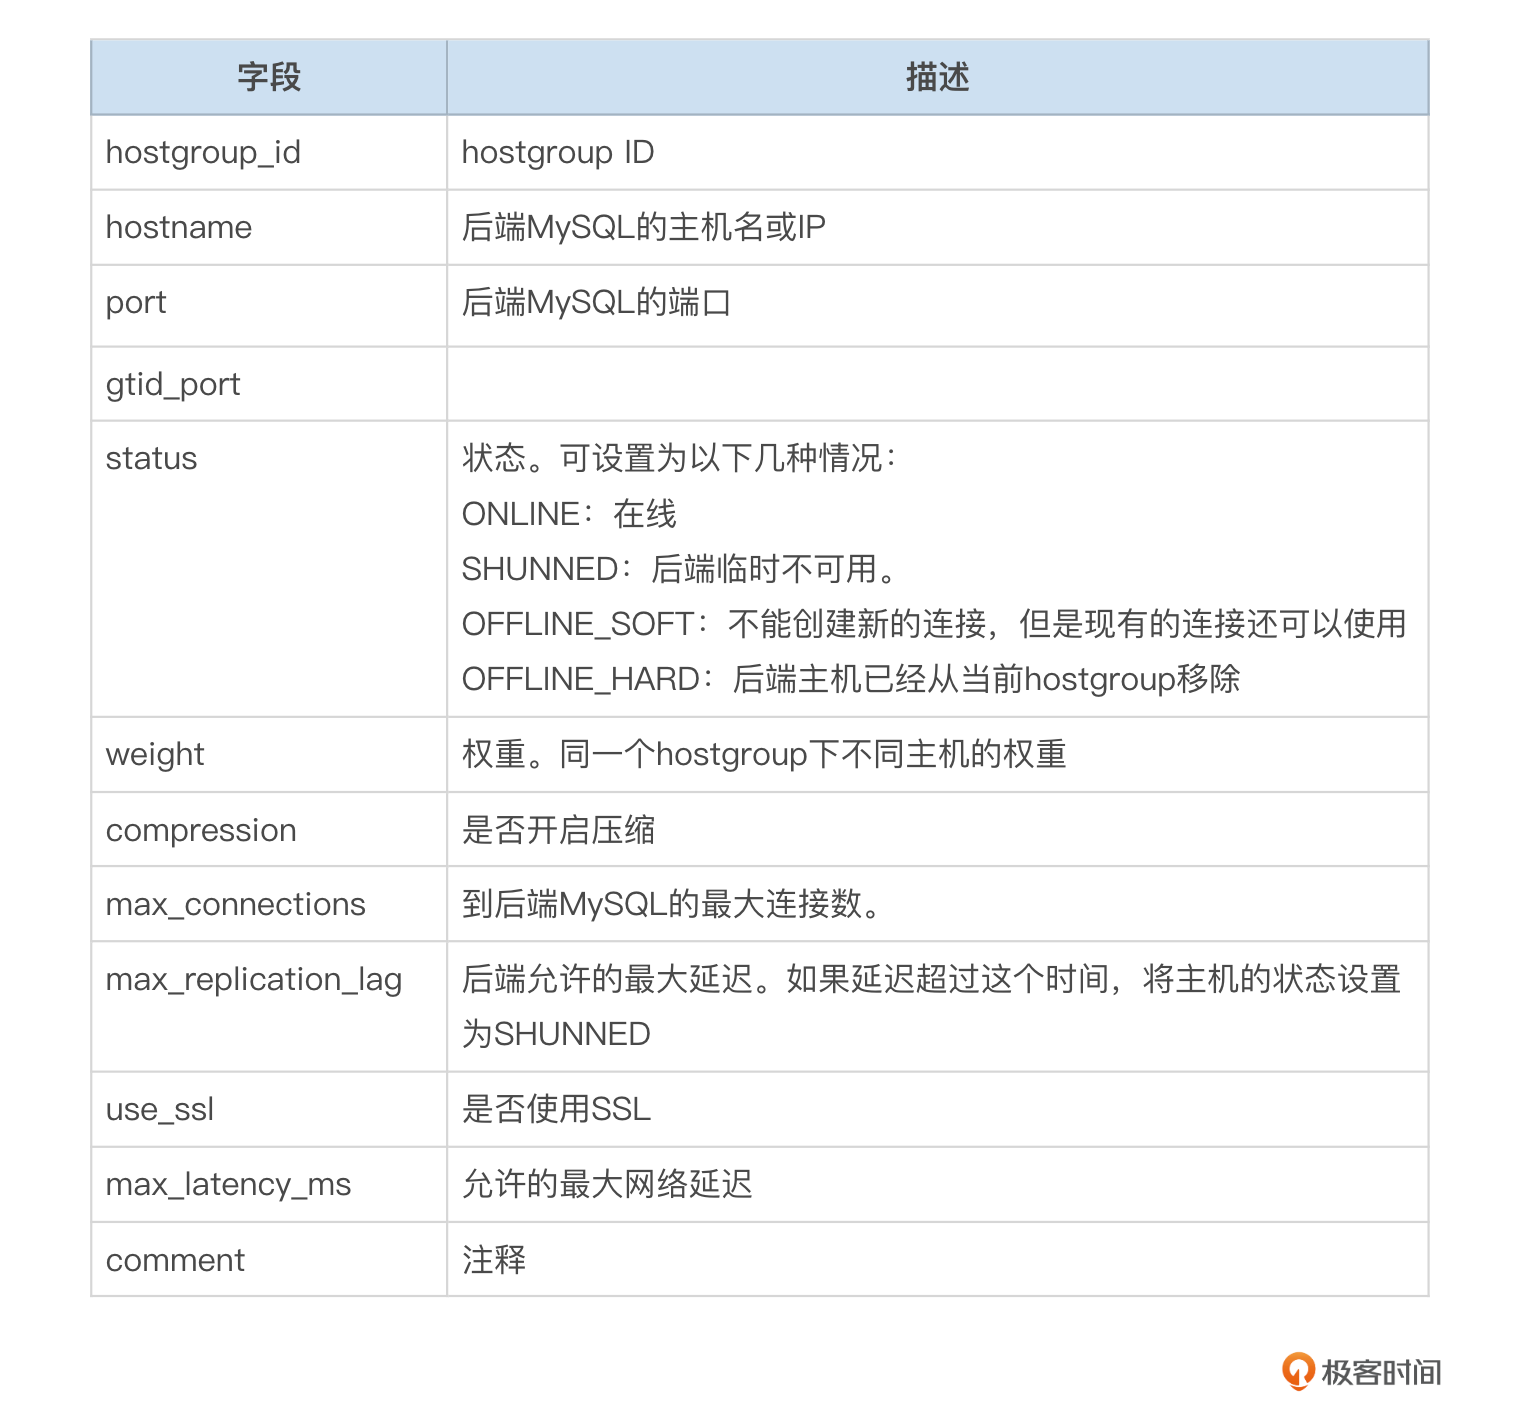 字段 描述
hostgroup_id hostgroup ID
hostname 后端MySQL的主机名或IP
port 后端MySQL的端口
gtid_port
status 状态。可设置为以下几种情况：
ONLINE：在线
SHUNNED：后端临时不可用。
OFFLINE_SOFT：不能创建新的连接，但是现有的连接还可以使用
OFFLINE_HARD：后端主机已经从当前hostgroup移除
weight 权重。同一个hostgroup下不同主机的权重
compression 是否开启压缩
max_connections 到后端MySQL的最大连接数。
max_replication_lag 后端允许的最大延迟。如果延迟超过这个时间，将主机的状态设置
为SHUNNED
use_ssl 是否使用SSL
max_latency_ms 允许的最大网络延迟
comment 注释
极客时间